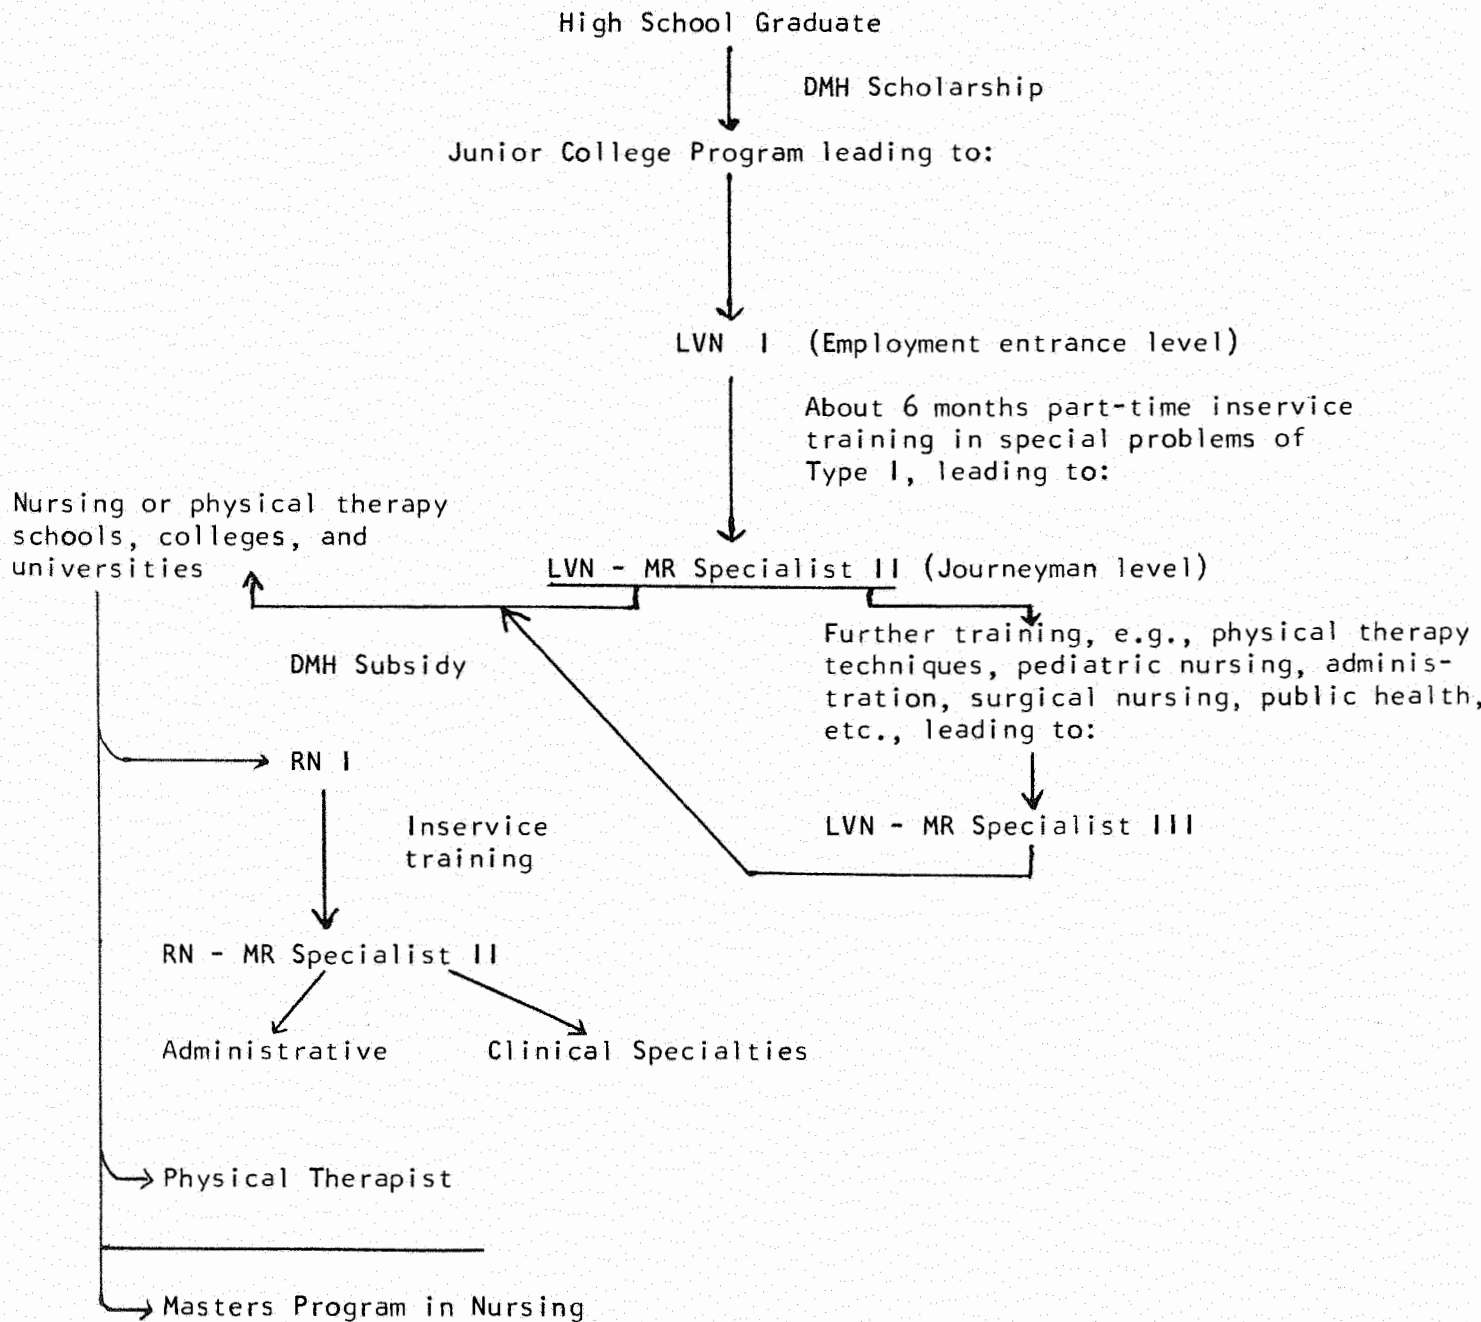 High School Graduate
DMH Scholarship
Junior College Program leading to:
LVN I (Employment entrance level)
About 6 months part-time inservice
training in special problems of
Type I, leading to:
Nursing or physical therapy
schools, colleges, and
universities
LVN - MR Specialist II (Journeyman level)
Further training, e.g., physical therapy
techniques, pediatric nursing, adminis-
tration, surgical nursing, public health,
etc., leading to:
DMH Subsidy
RN I
Inservice
training
LVN - MR Specialist III
RN - MR Specialist II
Administrative
Clinical Specialties
Physical Therapist
Masters Program in Nursing